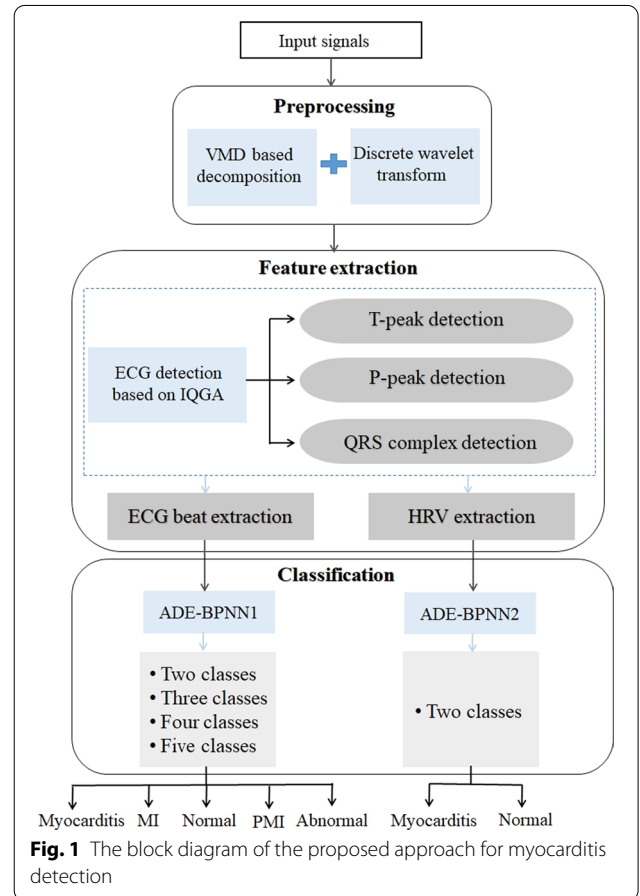 Input signals
Preprocessing
VMD based
decomposition
Discrete wavelet
transform
Feature extraction
ECG detection
based on IQGA
T-peak detection
P-peak detection
QRS complex detection
ECG beat extraction
HRV extraction
Classification
ADE-BPNN1
ADE-BPNN2
• Two classes
• Three classes
• Four classes
• Five classes
• Two classes
Myocarditis MI Normal PMI Abnormal
Myocarditis Normal
Fig. 1 The block diagram of the proposed approach for myocarditis
detection